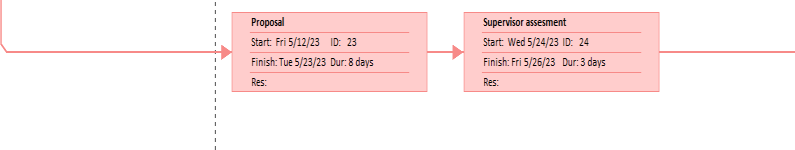 Proposal
Start: Fri 5/12/23 ID: 23
Finish: Tue 5/23/23 Dur: 8 days
Res:
Supervisor assesment
Start: Wed 5/24/23 ID: 24
Finish: Fri 5/26/23 Dur: 3 days
Res: